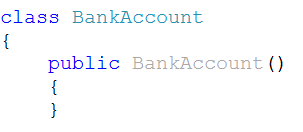 class BankAccount
{
    public BankAccount()
    {
    }